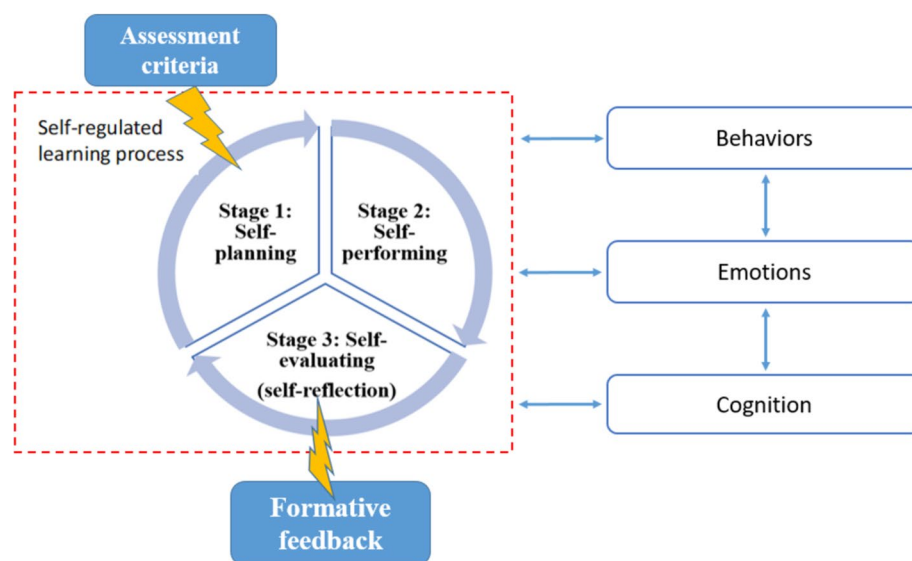 Assessment
criteria
Self-regulated
learning process
Stage 1:
Self-
planning
Stage 2:
Self-
performing
Stage 3: Self-
evaluating
(self-reflection)
Formative
feedback
Behaviors
Emotions
Cognition